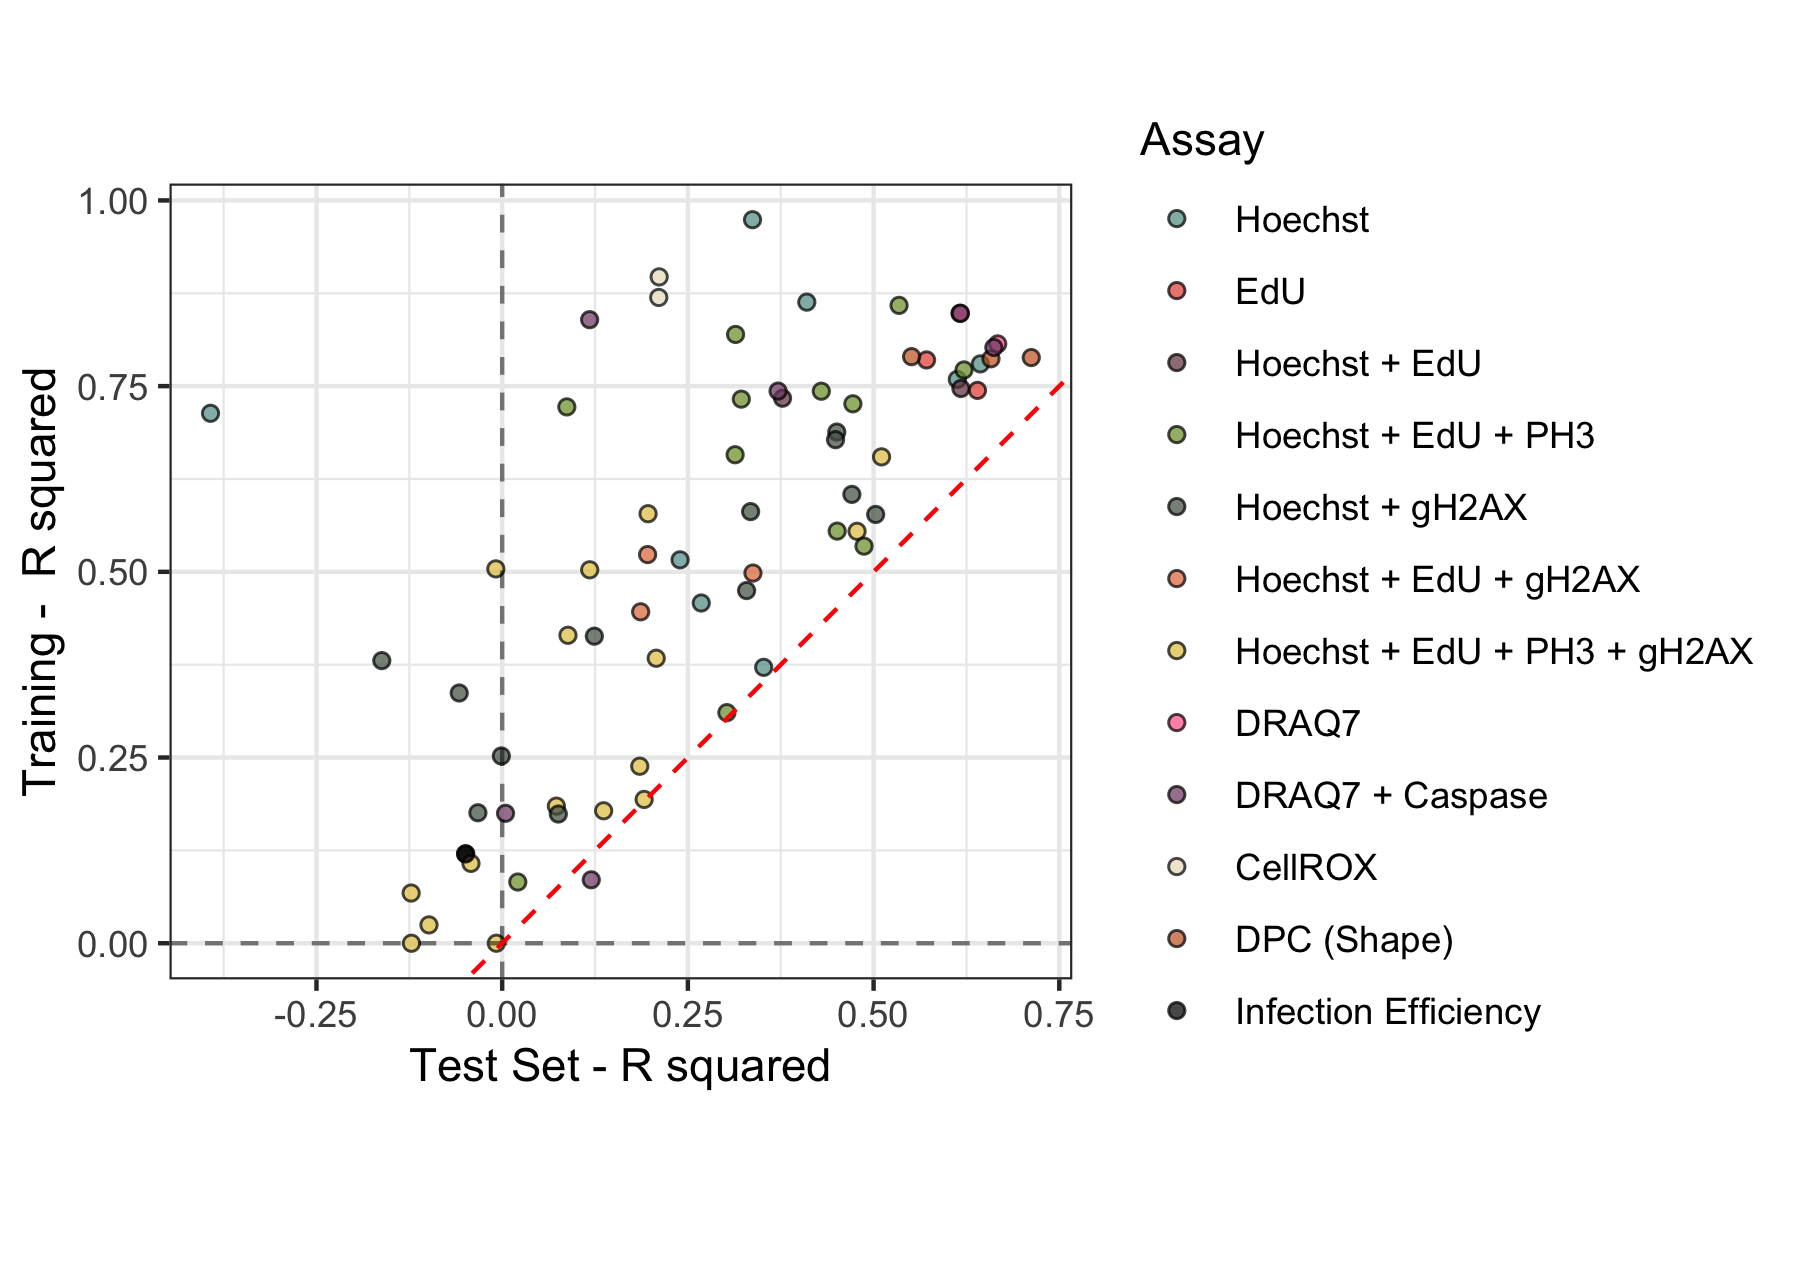 Assay
Hoechst
EdU
Hoechst + EdU
Hoechst + EdU + PH3
Hoechst + gH2AX
Hoechst + EdU + gH2AX
Hoechst + EdU + PH3 + gH2AX
DRAQ7
DRAQ7 + Caspase
CellROX
DPC (Shape)
Infection Efficiency
Training - R squared
1.00
0.75
0.50
0.25
0.00
-0.25 0.00 0.25 0.50 0.75
Test Set - R squared